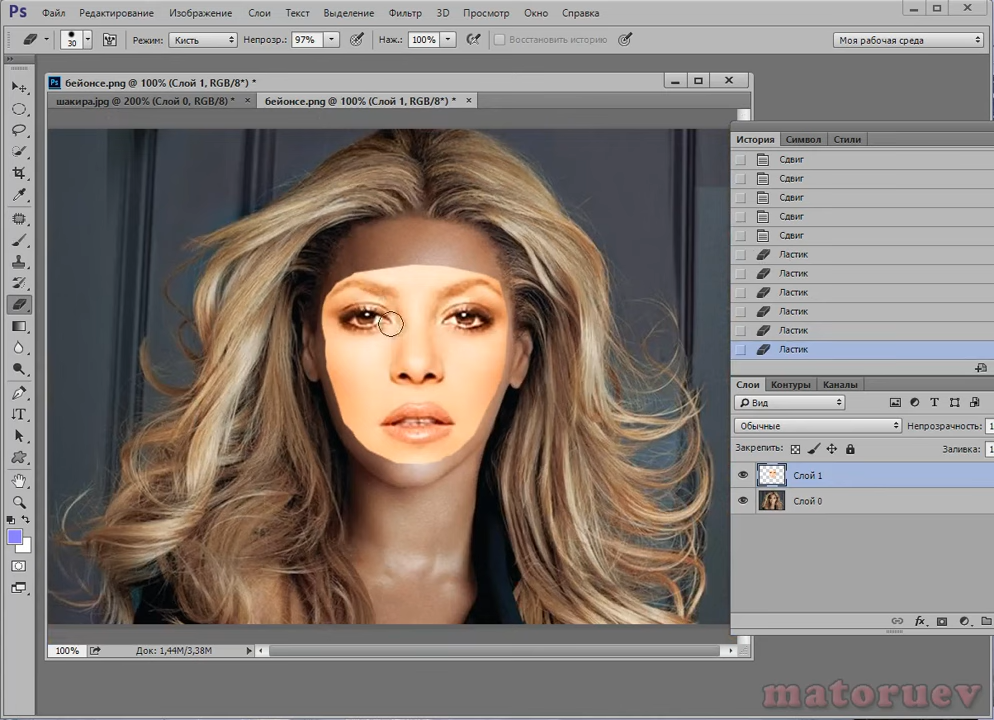 Ps Файл Редактирование Изображение Слои Текст Выделение Фильтр 3D Просмотр Окно Справка
30 Режим: Кисть Непрозр.: 97% Наж.: 100% Восстановить историю Моя рабочая среда
бейонсе.png @ 100% (Слой 1, RGB/8*) *
шакира.jpg @ 200% (Слой 0, RGB/8) * × бейонсе.png @ 100% (Слой 1, RGB/8*) * ×
История Символ Стили
Сдвиг
Сдвиг
Сдвиг
Сдвиг
Сдвиг
Ластик
Ластик
Ластик
Ластик
Ластик
Ластик
Слои Контуры Каналы
Вид
Обычные Непрозрачность:
Закрепить: Заливка:
Слой 1
Слой 0
fx
100% Док: 1,44M/3,38M
matoruev